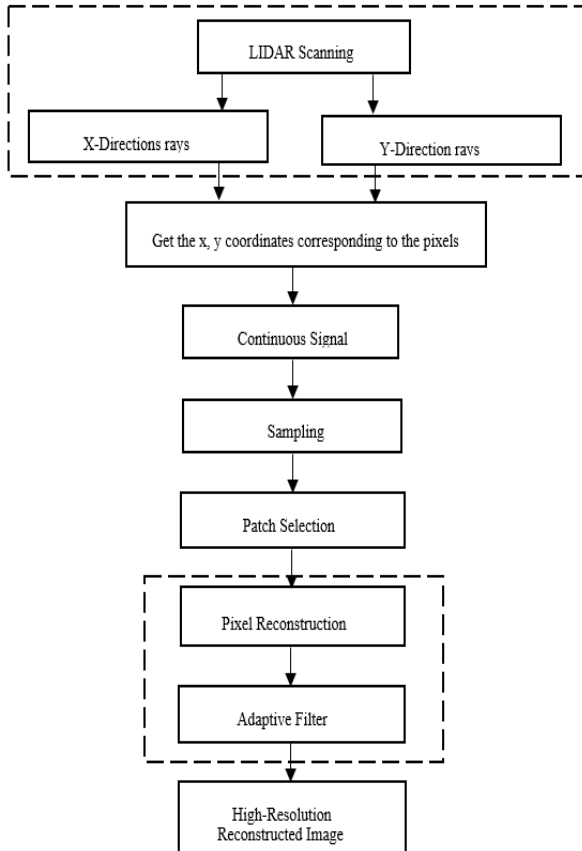 LIDAR Scanning
X-Directions rays
Y-Direction rays
Get the x, y coordinates corresponding to the pixels
Continuous Signal
Sampling
Patch Selection
Pixel Reconstruction
Adaptive Filter
High-Resolution
Reconstructed Image